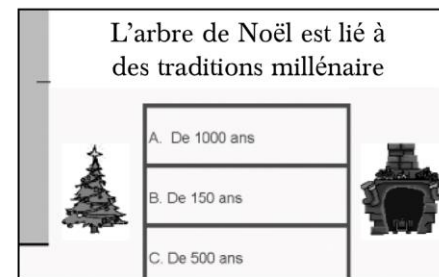 L’arbre de Noël est lié à
des traditions millénaire
A. De 1000 ans
B. De 150 ans
C. De 500 ans